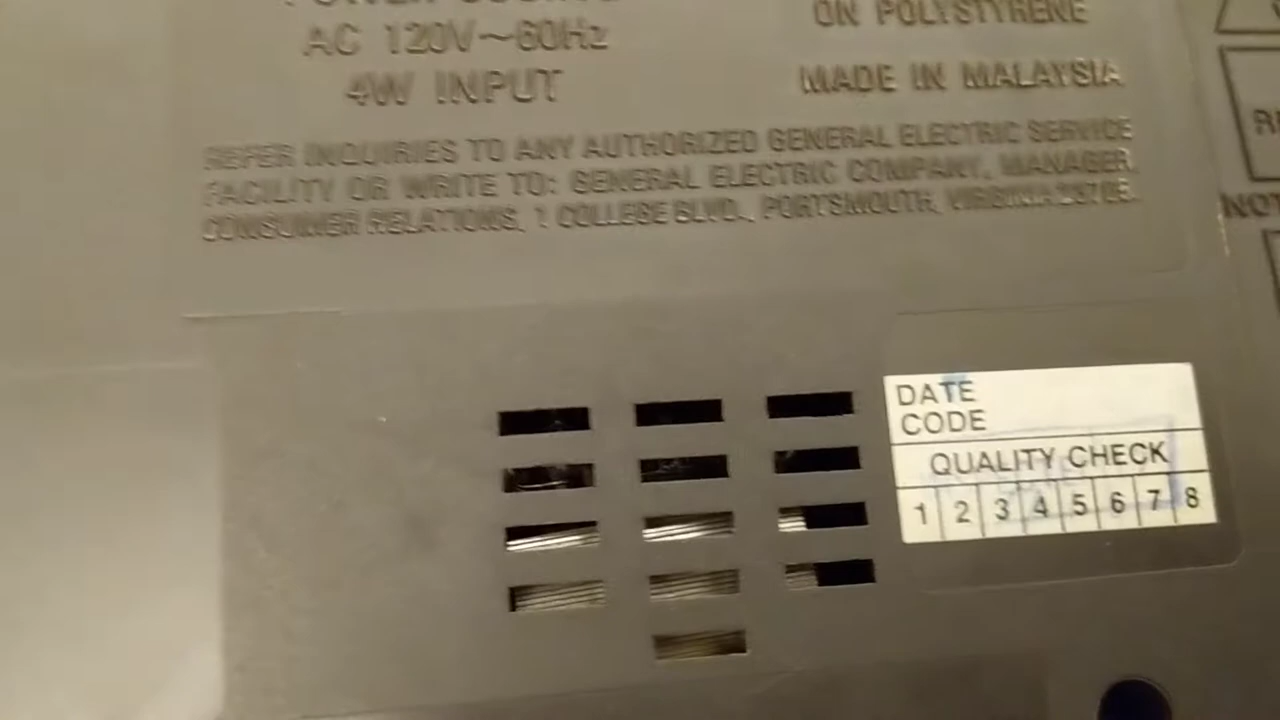 AC 120V~60Hz
4W INPUT
ON POLYSTYRENE
MADE IN MALAYSIA
REFER INQUIRIES TO ANY AUTHORIZED GENERAL ELECTRIC SERVICE
FACILITY OR WRITE TO: GENERAL ELECTRIC COMPANY, MANAGER,
CONSUMER RELATIONS, 1 COLLEGE BLVD., PORTSMOUTH, VIRGINIA
DATE
CODE
QUALITY CHECK
1 2 3 4 5 6 7 8